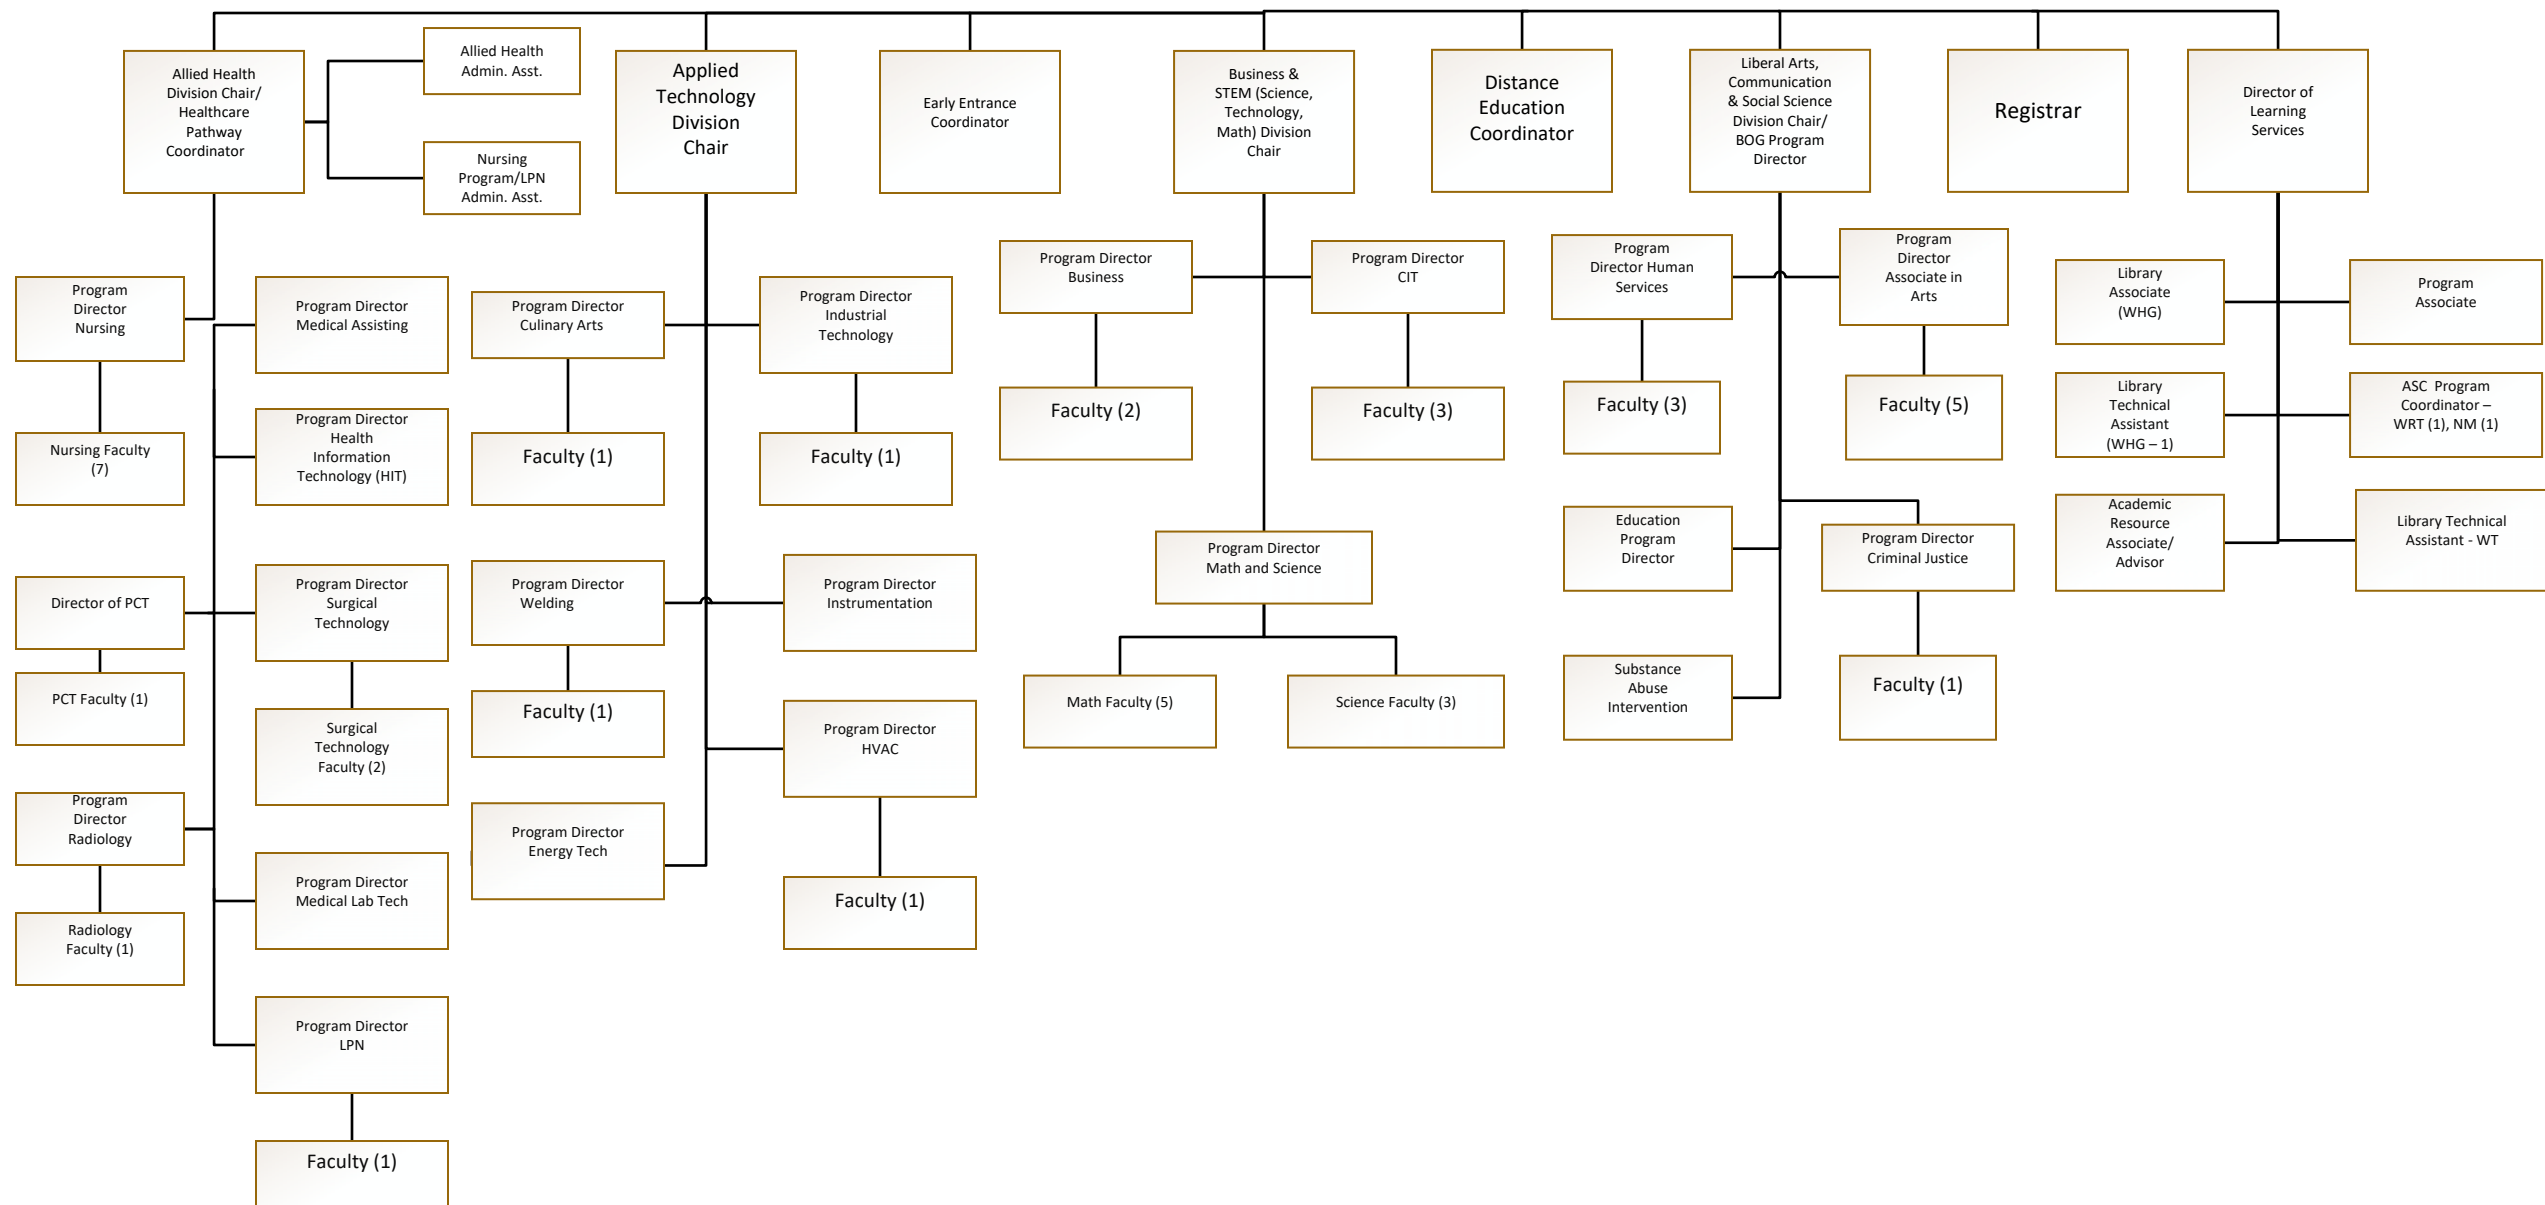 Allied Health
Division Chair/
Healthcare
Pathway
Coordinator
Allied Health
Admin. Asst.
Nursing
Program/LPN
Admin. Asst.
Applied
Technology
Division
Chair
Early Entrance
Coordinator
Business &
STEM (Science,
Technology,
Math) Division
Chair
Distance
Education
Coordinator
Liberal Arts,
Communication
& Social Science
Division Chair/
BOG Program
Director
Registrar
Director of
Learning
Services
Program
Director
Nursing
Nursing Faculty
(7)
Program Director
Medical Assisting
Program Director
Health
Information
Technology (HIT)
Director of PCT
PCT Faculty (1)
Program Director
Surgical
Technology
Surgical
Technology
Faculty (2)
Program
Director
Radiology
Radiology
Faculty (1)
Program Director
Medical Lab Tech
Program Director
LPN
Faculty (1)
Program Director
Culinary Arts
Faculty (1)
Program Director
Industrial
Technology
Faculty (1)
Program Director
Welding
Faculty (1)
Program Director
Instrumentation
Program Director
HVAC
Faculty (1)
Program Director
Energy Tech
Program Director
Business
Faculty (2)
Program Director
CIT
Faculty (3)
Program Director
Math and Science
Math Faculty (5)
Science Faculty (3)
Program
Director Human
Services
Faculty (3)
Program
Director
Associate in
Arts
Faculty (5)
Education
Program
Director
Program Director
Criminal Justice
Faculty (1)
Substance
Abuse
Intervention
Library
Associate
(WHG)
Program
Associate
Library
Technical
Assistant
(WHG – 1)
ASC  Program
Coordinator –
WRT (1), NM (1)
Academic
Resource
Associate/
Advisor
Library Technical
Assistant - WT